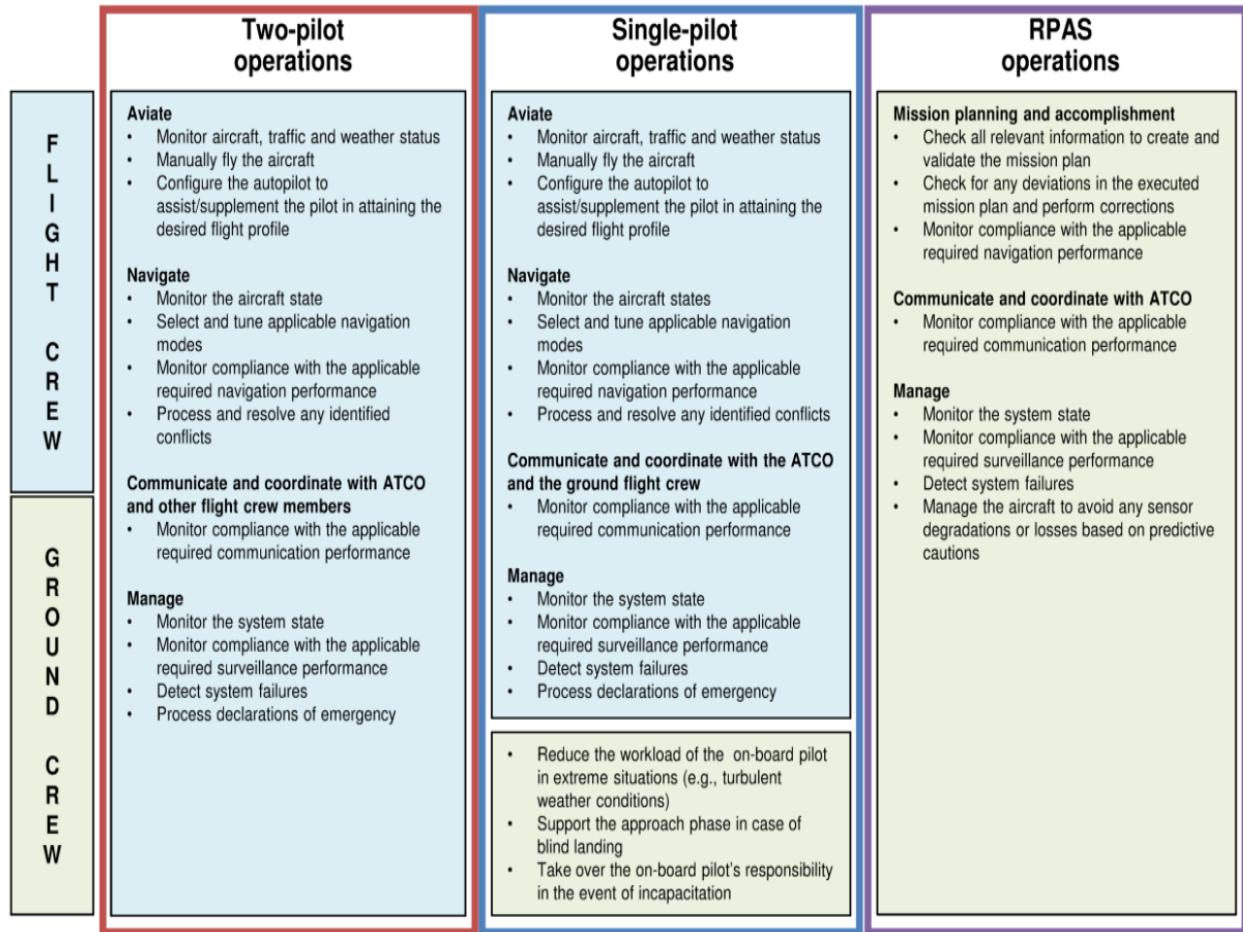 Two-pilot
operations
Single-pilot
operations
RPAS
operations
F
L
I
G
H
T
C
R
E
W
G
R
O
U
N
D
C
R
E
W
Aviate
• Monitor aircraft, traffic and weather status
• Manually fly the aircraft
• Configure the autopilot to
assist/supplement the pilot in attaining the
desired flight profile
Navigate
• Monitor the aircraft state
• Select and tune applicable navigation
modes
• Monitor compliance with the applicable
required navigation performance
• Process and resolve any identified
conflicts
Communicate and coordinate with ATCO
and other flight crew members
• Monitor compliance with the applicable
required communication performance
Manage
• Monitor the system state
• Monitor compliance with the applicable
required surveillance performance
• Detect system failures
• Process declarations of emergency
Aviate
• Monitor aircraft, traffic and weather status
• Manually fly the aircraft
• Configure the autopilot to
assist/supplement the pilot in attaining the
desired flight profile
Navigate
• Monitor the aircraft states
• Select and tune applicable navigation
modes
• Monitor compliance with the applicable
required navigation performance
• Process and resolve any identified conflicts
Communicate and coordinate with the ATCO
and the ground flight crew
• Monitor compliance with the applicable
required communication performance
Manage
• Monitor the system state
• Monitor compliance with the applicable
required surveillance performance
• Detect system failures
• Process declarations of emergency
• Reduce the workload of the on-board pilot
in extreme situations (e.g., turbulent
weather conditions)
• Support the approach phase in case of
blind landing
• Take over the on-board pilot's responsibility
in the event of incapacitation
Mission planning and accomplishment
• Check all relevant information to create and
validate the mission plan
• Check for any deviations in the executed
mission plan and perform corrections
• Monitor compliance with the applicable
required navigation performance
Communicate and coordinate with ATCO
• Monitor compliance with the applicable
required communication performance
Manage
• Monitor the system state
• Monitor compliance with the applicable
required surveillance performance
• Detect system failures
• Manage the aircraft to avoid any sensor
degradations or losses based on predictive
cautions